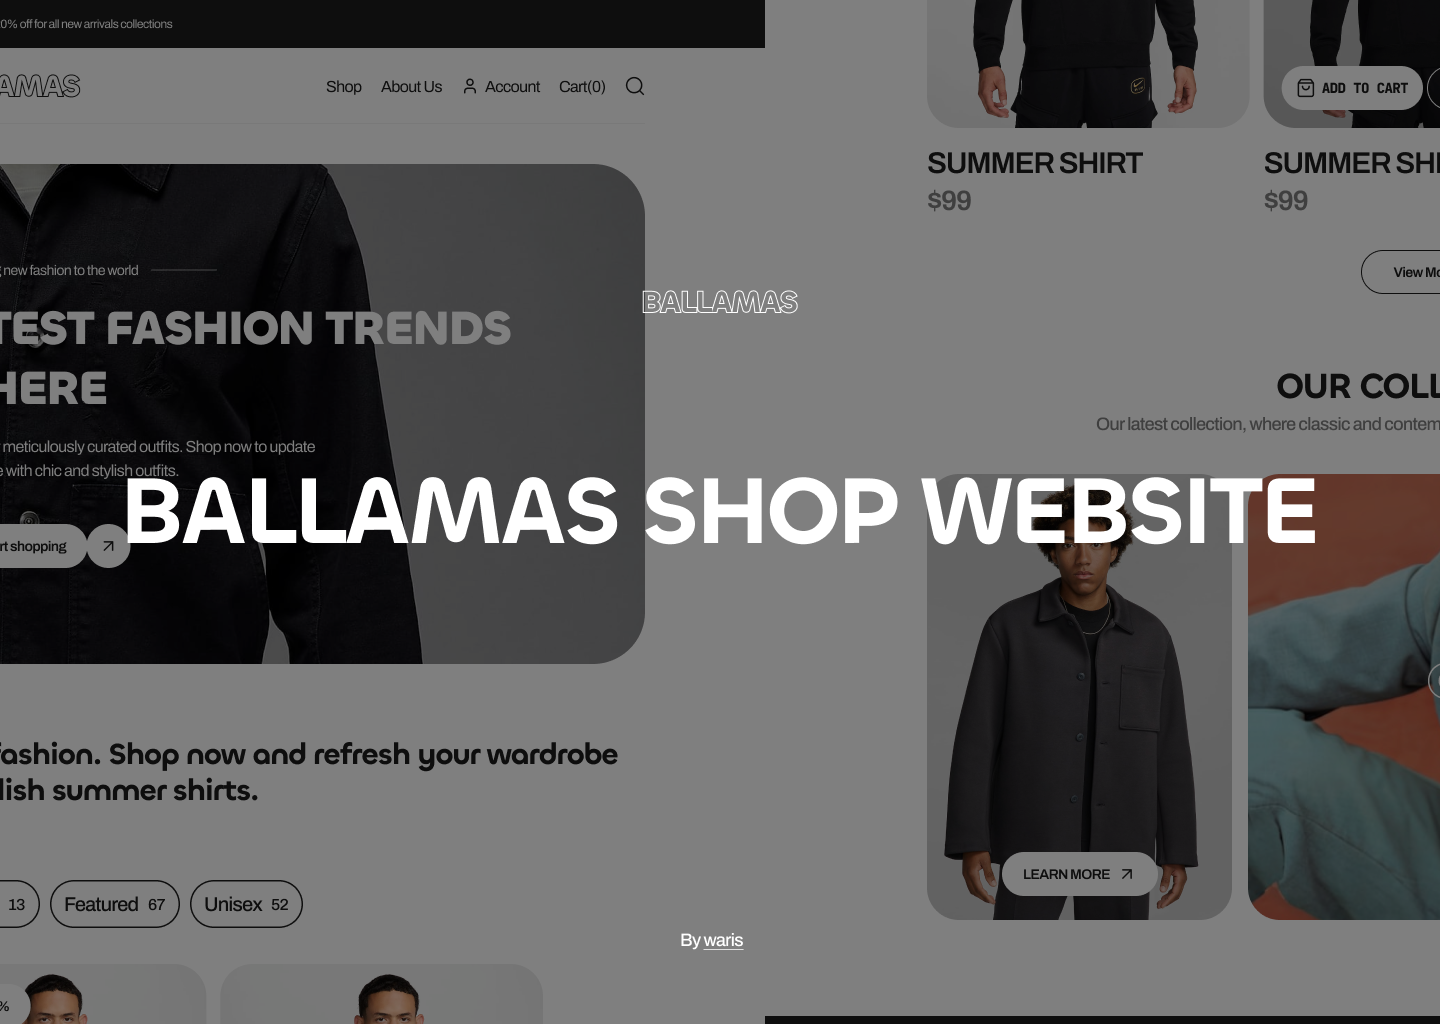 0% off for all new arrivals collections
AMAS
Shop About Us Account Cart(0)
new fashion to the world
TEST FASHION TRENDS
HERE
meticulously curated outfits. Shop now to update
with chic and stylish outfits.
rt shopping
fashion. Shop now and refresh your wardrobe
lish summer shirts.
13 Featured 67 Unisex 52
%
BALLAMAS
BALLAMAS SHOP WEBSITE
By waris
ADD TO CART
SUMMER SHIRT
$99
SUMMER SHI
$99
View Mo
OUR COLL
Our latest collection, where classic and contem
LEARN MORE